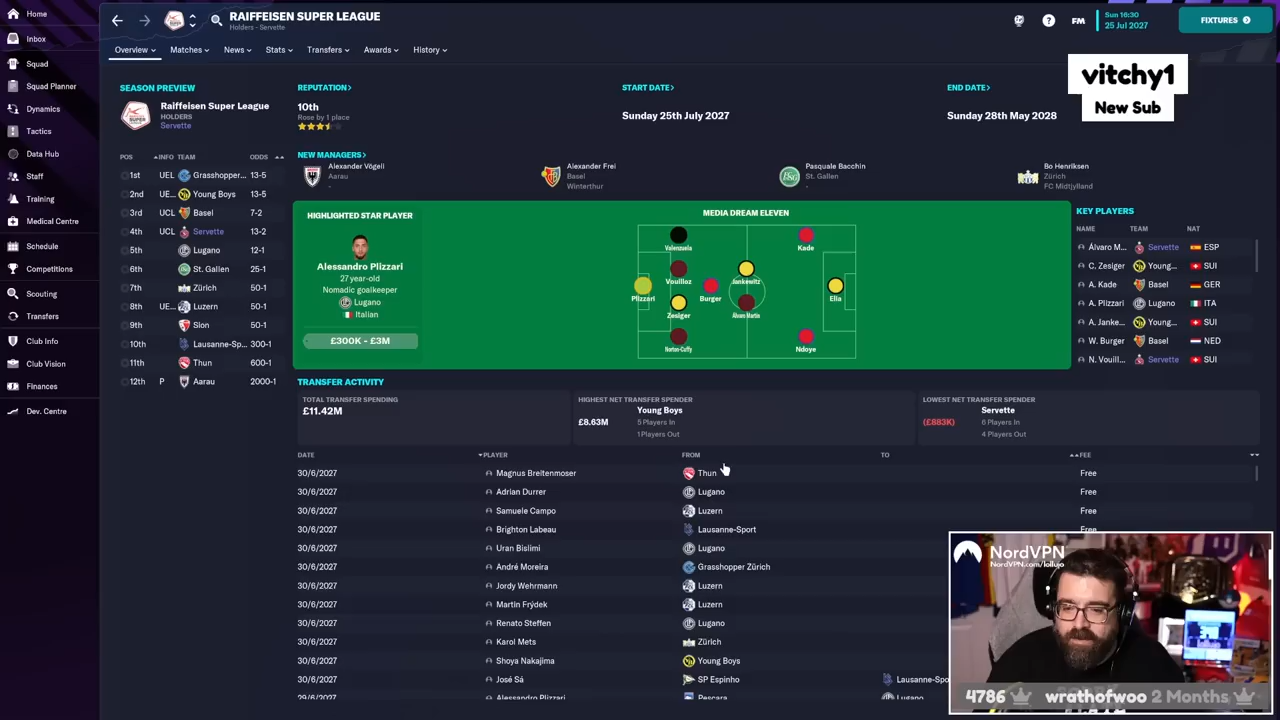 Home
Inbox
Squad
Squad Planner
Dynamics
Tactics
Data Hub
Staff
Training
Medical Centre
Schedule
Competitions
Scouting
Transfers
Club Info
Club Vision
Finances
Dev. Centre
RAIFFEISEN SUPER LEAGUE
Holders - Servette
FM
Sun 16:30
25 Jul 2027
FIXTURES
Overview
Matches
News
Stats
Transfers
Awards
History
vitchy1
New Sub
SEASON PREVIEW
Raiffeisen Super League
HOLDERS
Servette
REPUTATION
10th
Rose by 1 place
START DATE
Sunday 25th July 2027
END DATE
Sunday 28th May 2028
NEW MANAGERS
Alexander Vögeli
Aarau
-
Alexander Frei
Basel
Winterthur
Pasquale Bacchin
St. Gallen
-
Bo Henriksen
Zürich
FC Midtjylland
POS INFO TEAM ODDS
1st UEL Grasshopper... 13-5
2nd UE... Young Boys 13-5
3rd UCL Basel 7-2
4th UCL Servette 13-2
5th Lugano 12-1
6th St. Gallen 25-1
7th Zürich 50-1
8th UE... Luzern 50-1
9th Sion 50-1
10th Lausanne-Sp... 300-1
11th Thun 600-1
12th P Aarau 2000-1
HIGHLIGHTED STAR PLAYER
Alessandro Plizzari
27 year-old
Nomadic goalkeeper
Lugano
Italian
£300K - £3M
MEDIA DREAM ELEVEN
Valenzuela
Kade
Vouilloz
Jankewitz
Plizzari
Burger
Elia
Zesiger
Álvaro Martín
Norton-Cuffy
Ndoye
KEY PLAYERS
NAME TEAM NAT
Álvaro M... Servette ESP
C. Zesiger Young... SUI
A. Kade Basel GER
A. Plizzari Lugano ITA
A. Janke... Young... SUI
W. Burger Basel NED
N. Vouill... Servette SUI
TRANSFER ACTIVITY
TOTAL TRANSFER SPENDING
£11.42M
HIGHEST NET TRANSFER SPENDER
£8.63M
Young Boys
5 Players In
1 Players Out
LOWEST NET TRANSFER SPENDER
(£883K)
Servette
6 Players In
4 Players Out
DATE PLAYER FROM TO FEE
30/6/2027 Magnus Breitenmoser Thun Free
30/6/2027 Adrian Durrer Lugano Free
30/6/2027 Samuele Campo Luzern Free
30/6/2027 Brighton Labeau Lausanne-Sport Free
30/6/2027 Uran Bislimi Lugano
30/6/2027 André Moreira Grasshopper Zürich
30/6/2027 Jordy Wehrmann Luzern
30/6/2027 Martin Frýdek Luzern
30/6/2027 Renato Steffen Lugano
30/6/2027 Karol Mets Zürich
30/6/2027 Shoya Nakajima Young Boys
30/6/2027 José Sá SP Espinho Lausanne-Spo
29/6/2027 Alessandro Plizzari Pescara Lugano
NordVPN
NordVPN.com/lollujo
4786 wrathofwoo 2 Months